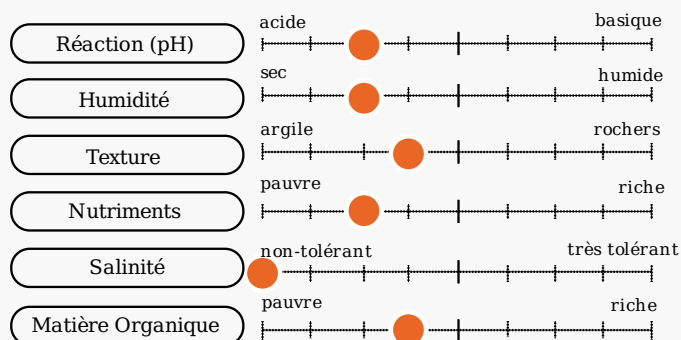 acide
basique
Réaction (pH)
sec
humide
Humidité
argile
rochers
Texture
pauvre
riche
Nutriments
non-tolérant
très tolérant
Salinité
pauvre
riche
Matière Organique